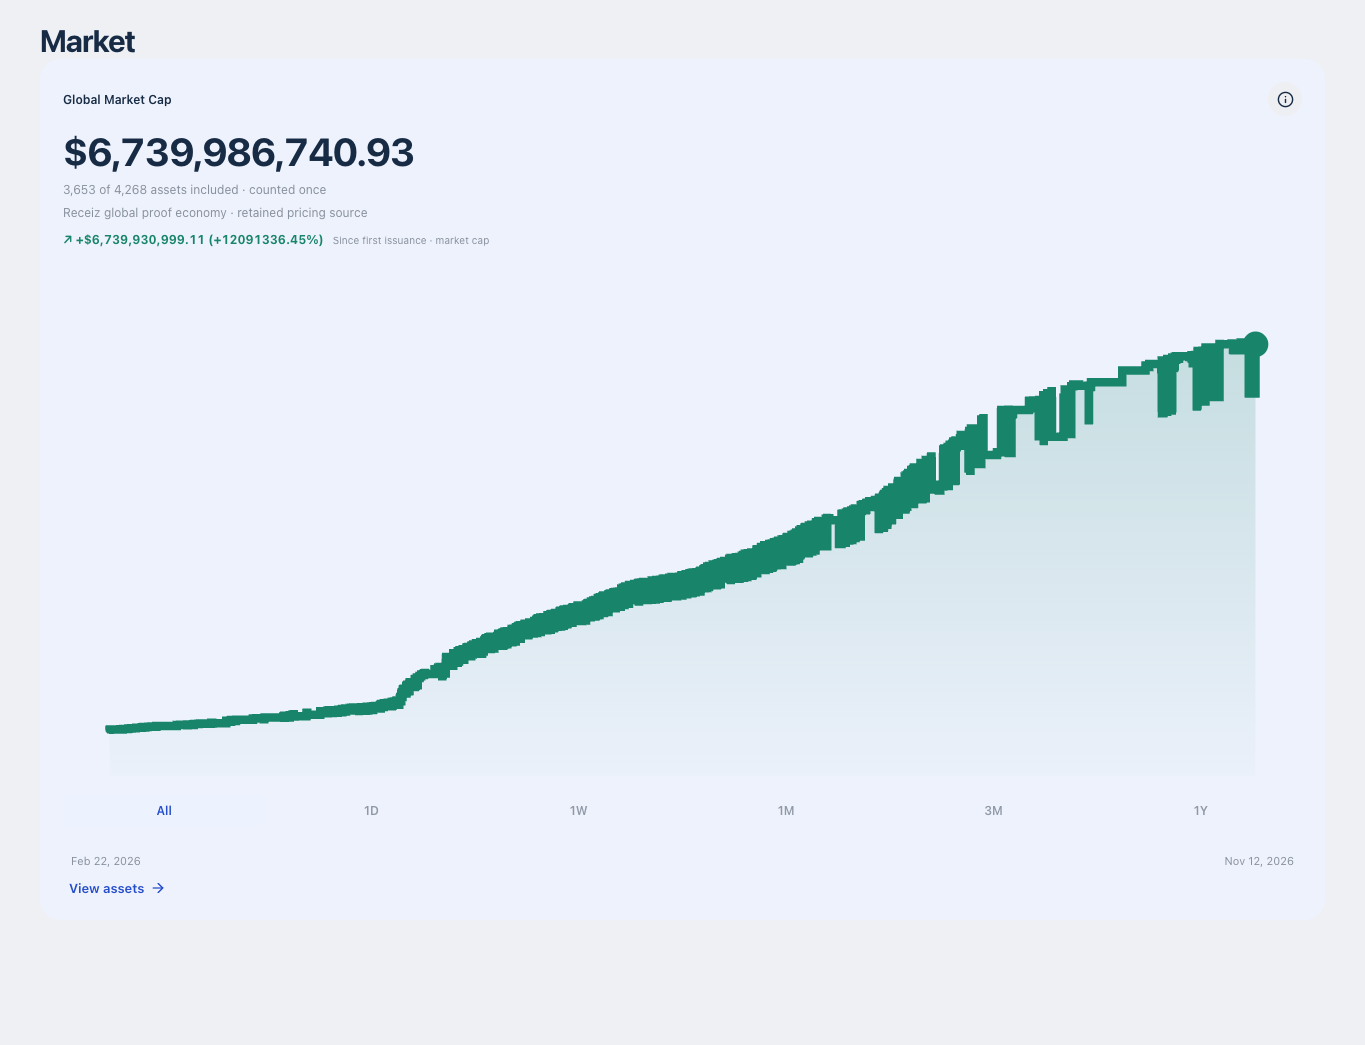 Market
Global Market Cap
$6,739,986,740.93
3,653 of 4,268 assets included · counted once
Receiz global proof economy · retained pricing source
↗ +$6,739,930,999.11 (+12091336.45%) Since first issuance · market cap
All 1D 1W 1M 3M 1Y
Feb 22, 2026 Nov 12, 2026
View assets →